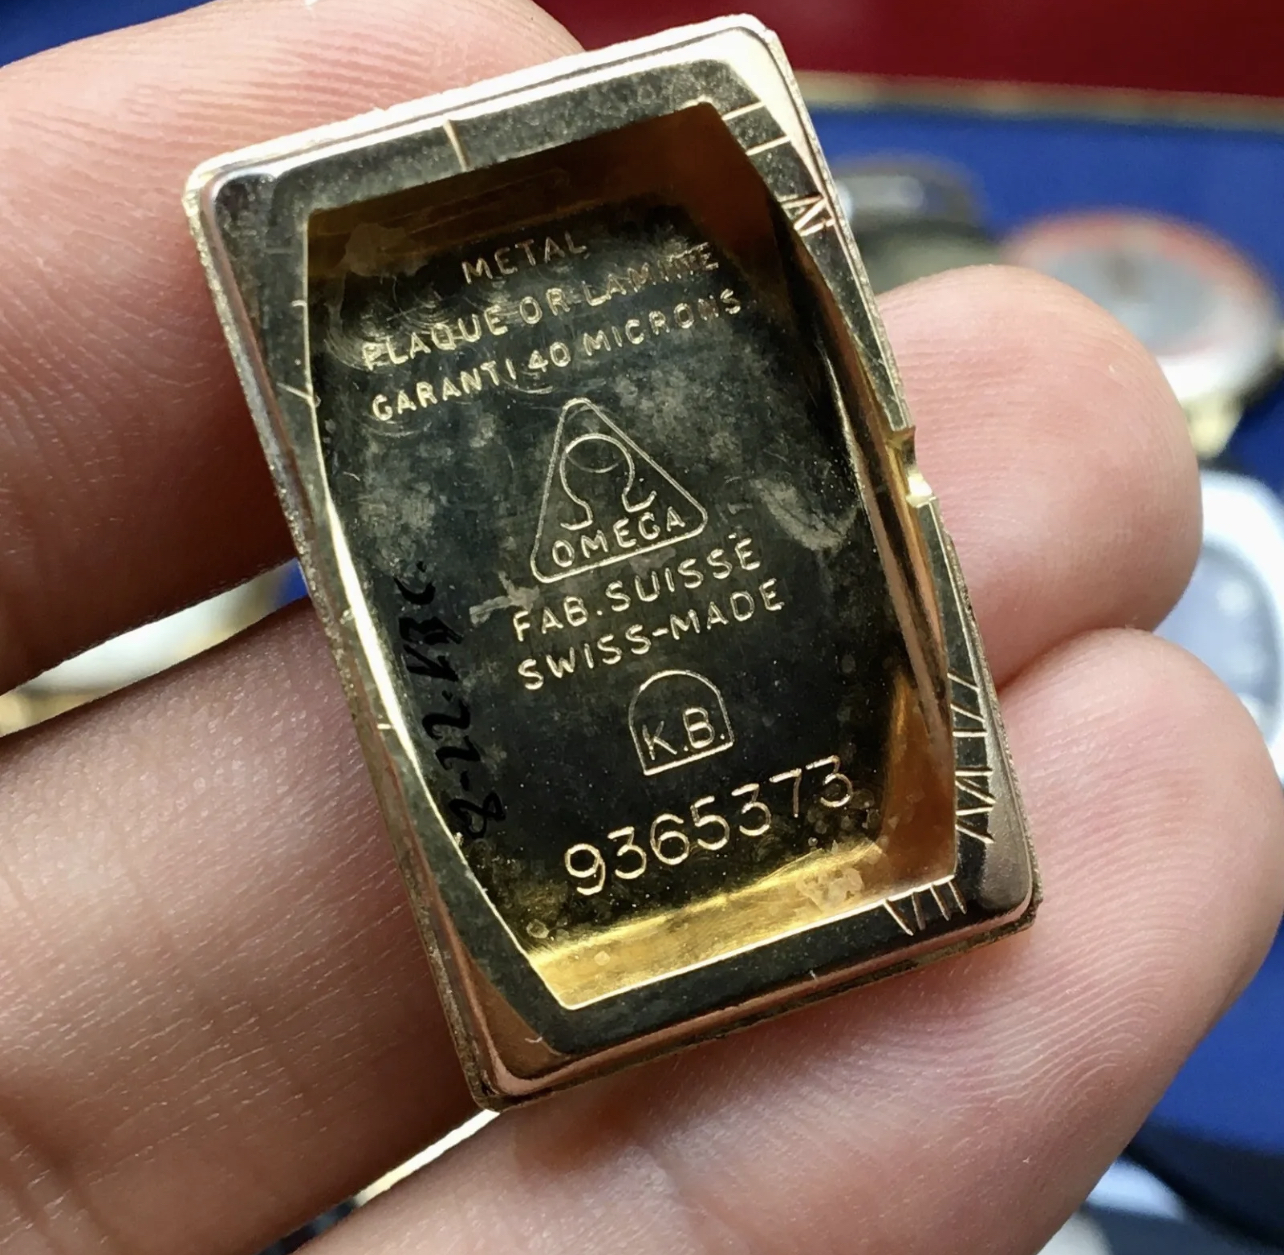 METAL
PLAQUE OR LAMINE
GARANTI 40 MICRONS
Ω
OMEGA
FAB.SUISSE
SWISS-MADE
K.B.
9365373